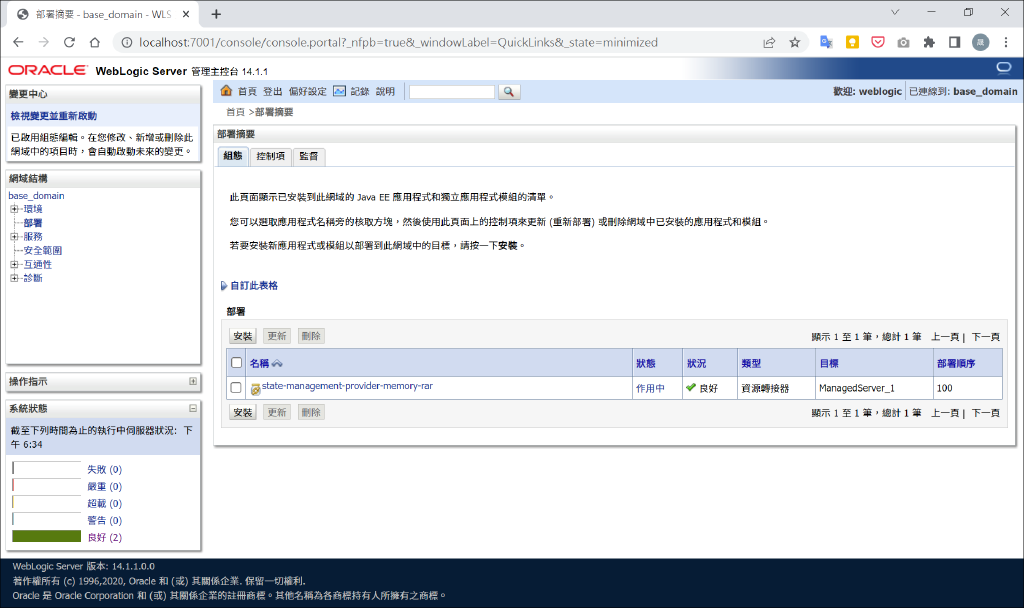 部署摘要 - base_domain - WLS
localhost:7001/console/console.portal?_nfpb=true&_windowLabel=QuickLinks&_state=minimized
ORACLE WebLogic Server 管理主控台 14.1.1
變更中心
檢視變更並重新啟動
已啟用組態編輯。在您修改、新增或刪除此
網域中的項目時，會自動啟動未來的變更。
網域結構
base_domain
環境
部署
服務
安全範圍
互通性
診斷
操作指示
系統狀態
截至下列時間為止的執行中伺服器狀況: 下
午 6:34
失敗 (0)
嚴重 (0)
超載 (0)
警告 (0)
良好 (2)
首頁 登出 偏好設定 記錄 說明
歡迎: weblogic 已連線到: base_domain
首頁 >部署摘要
部署摘要
組態 控制項 監督
此頁面顯示已安裝到此網域的 Java EE 應用程式和獨立應用程式模組的清單。
您可以選取應用程式名稱旁的核取方塊，然後使用此頁面上的控制項來更新 (重新部署) 或刪除網域中已安裝的應用程式和模組。
若要安裝新應用程式或模組以部署到此網域中的目標，請按一下安裝。
自訂此表格
部署
安裝 更新 刪除 顯示 1 至 1 筆，總計 1 筆 上一頁 | 下一頁
名稱 狀態 狀況 類型 目標 部署順序
state-management-provider-memory-rar 作用中 良好 資源轉接器 ManagedServer_1 100
安裝 更新 刪除 顯示 1 至 1 筆，總計 1 筆 上一頁 | 下一頁
WebLogic Server 版本: 14.1.1.0.0
著作權所有 (c) 1996,2020, Oracle 和 (或) 其關係企業. 保留一切權利.
Oracle 是 Oracle Corporation 和 (或) 其關係企業的註冊商標。其他名稱為各商標持有人所擁有之商標。